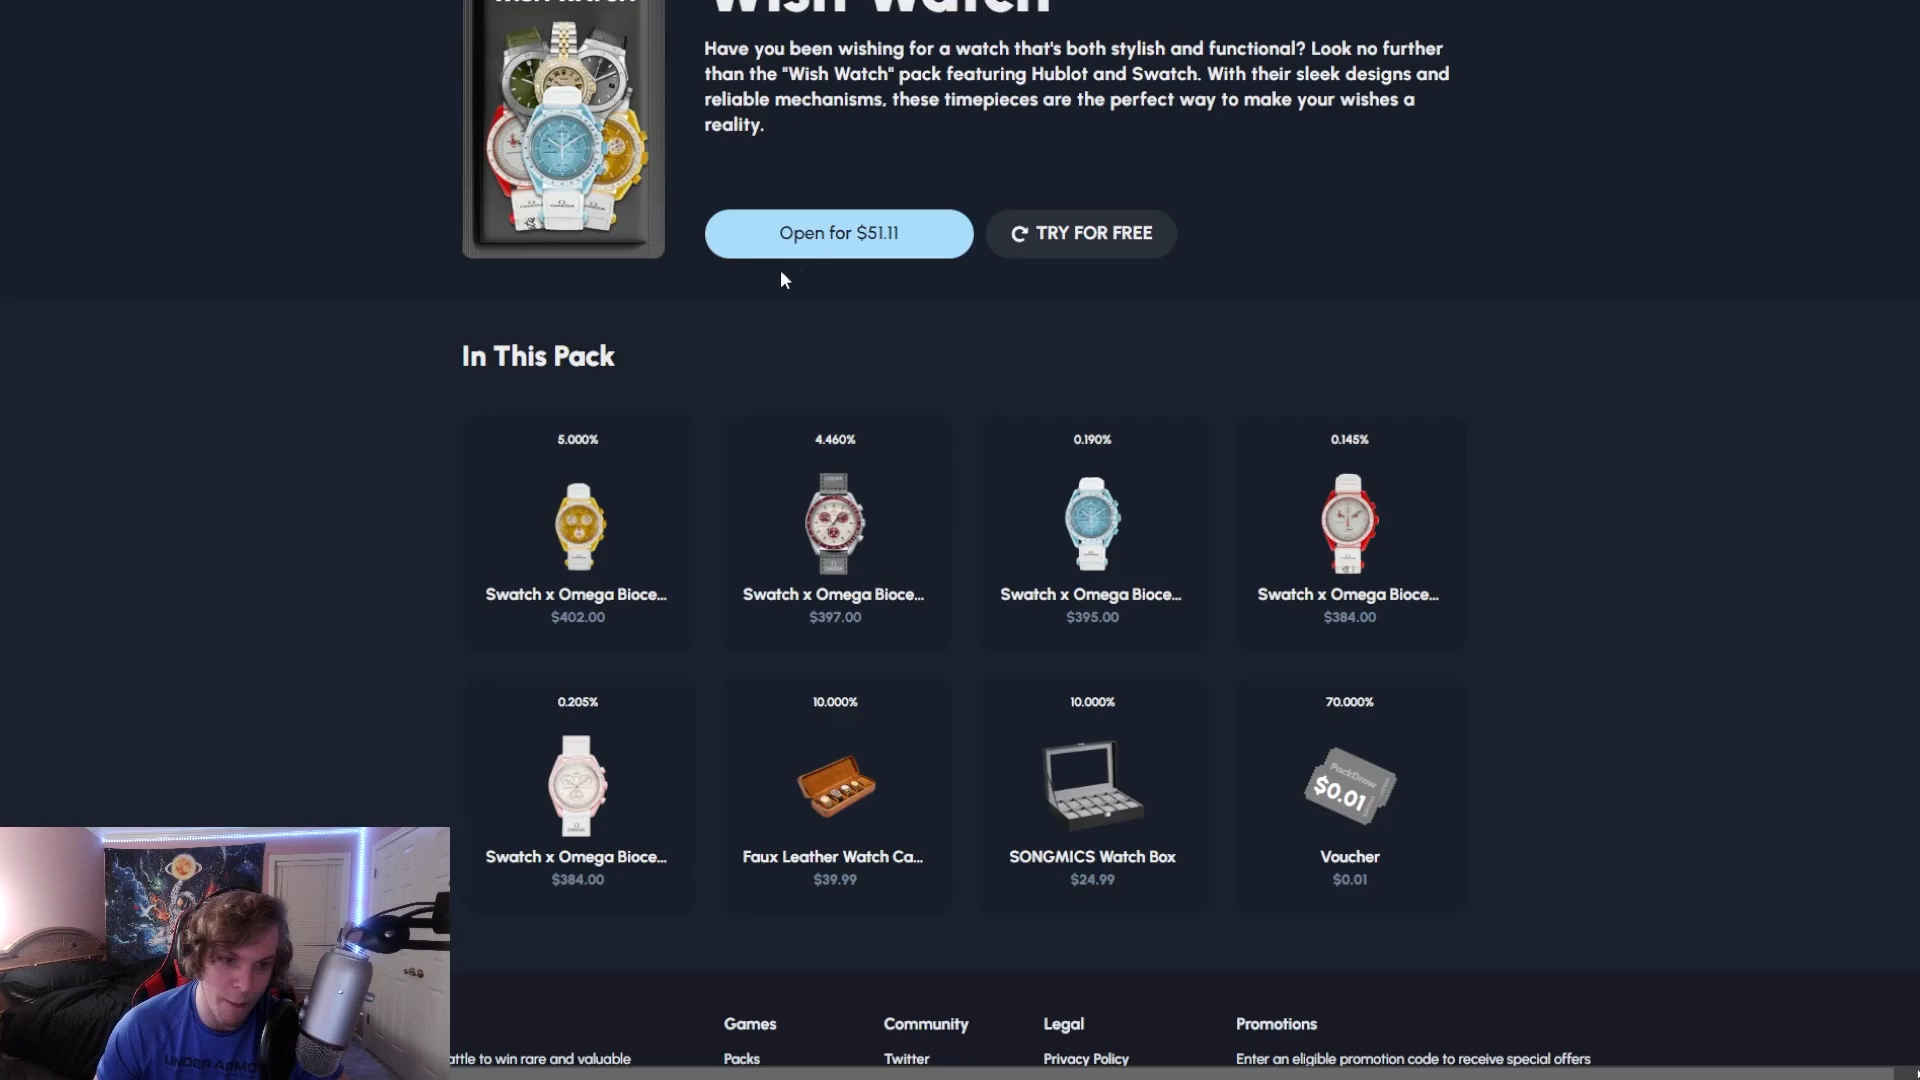 Wish Watch
Have you been wishing for a watch that's both stylish and functional? Look no further
than the "Wish Watch" pack featuring Hublot and Swatch. With their sleek designs and
reliable mechanisms, these timepieces are the perfect way to make your wishes a
reality.
Open for $51.11
TRY FOR FREE
In This Pack
5.000%
4.460%
0.190%
0.145%
Swatch x Omega Bioce...
Swatch x Omega Bioce...
Swatch x Omega Bioce...
Swatch x Omega Bioce...
$402.00
$397.00
$395.00
$384.00
0.205%
10.000%
10.000%
70.000%
PackDraw
$0.01
Swatch x Omega Bioce...
Faux Leather Watch Ca...
SONGMICS Watch Box
Voucher
$384.00
$39.99
$24.99
$0.01
UNDER ARMO
Games
Community
Legal
Promotions
attle to win rare and valuable
Packs
Twitter
Privacy Policy
Enter an eligible promotion code to receive special offers